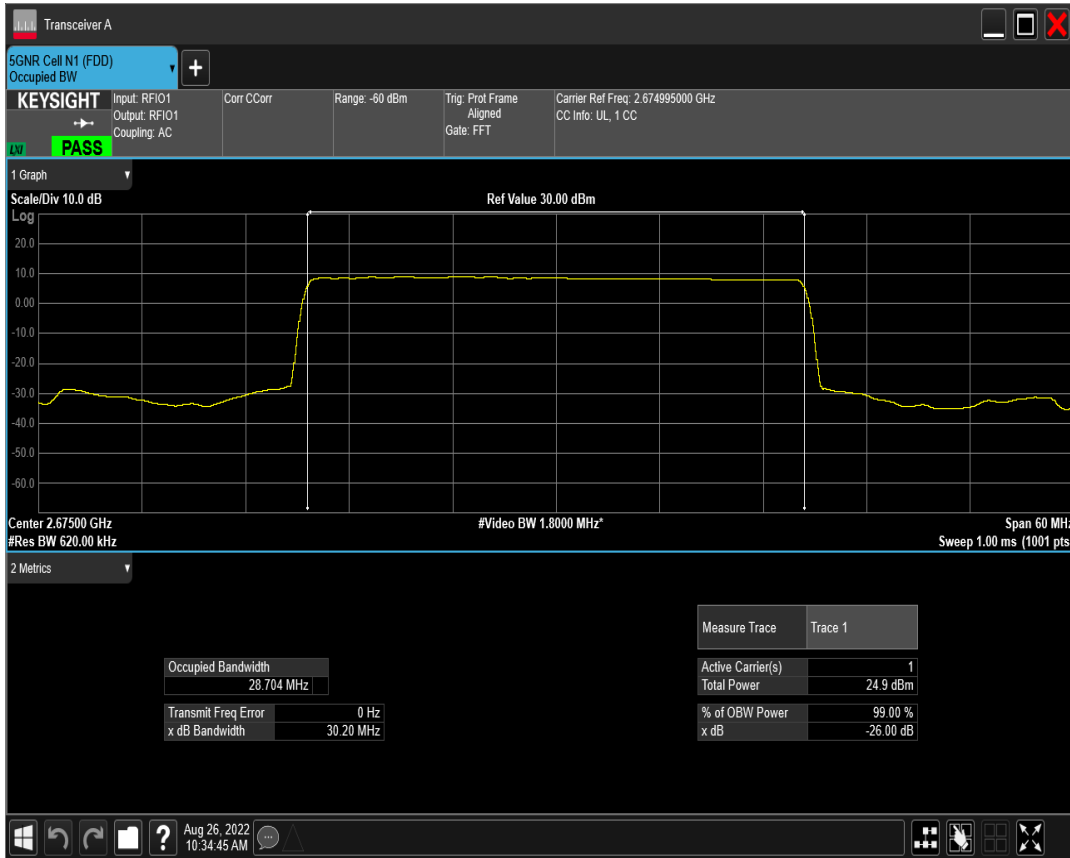 Transceiver A
5GNR Cell N1 (FDD)
Occupied BW
+
KEYSIGHT
LXI
PASS
Input: RFIO1
Output: RFIO1
Coupling: AC
Corr CCorr
Range: -60 dBm
Trig: Prot Frame
Aligned
Gate: FFT
Carrier Ref Freq: 2.674995000 GHz
CC Info: UL, 1 CC
1 Graph
Scale/Div 10.0 dB
Ref Value 30.00 dBm
Log
20.0
10.0
0.00
-10.0
-20.0
-30.0
-40.0
-50.0
-60.0
Center 2.67500 GHz
#Video BW 1.8000 MHz*
Span 60 MHz
#Res BW 620.00 kHz
Sweep 1.00 ms (1001 pts
2 Metrics
Measure Trace Trace 1
Occupied Bandwidth
28.704 MHz
Active Carrier(s) 1
Total Power 24.9 dBm
Transmit Freq Error 0 Hz
x dB Bandwidth 30.20 MHz
% of OBW Power 99.00 %
x dB -26.00 dB
?
Aug 26, 2022
10:34:45 AM